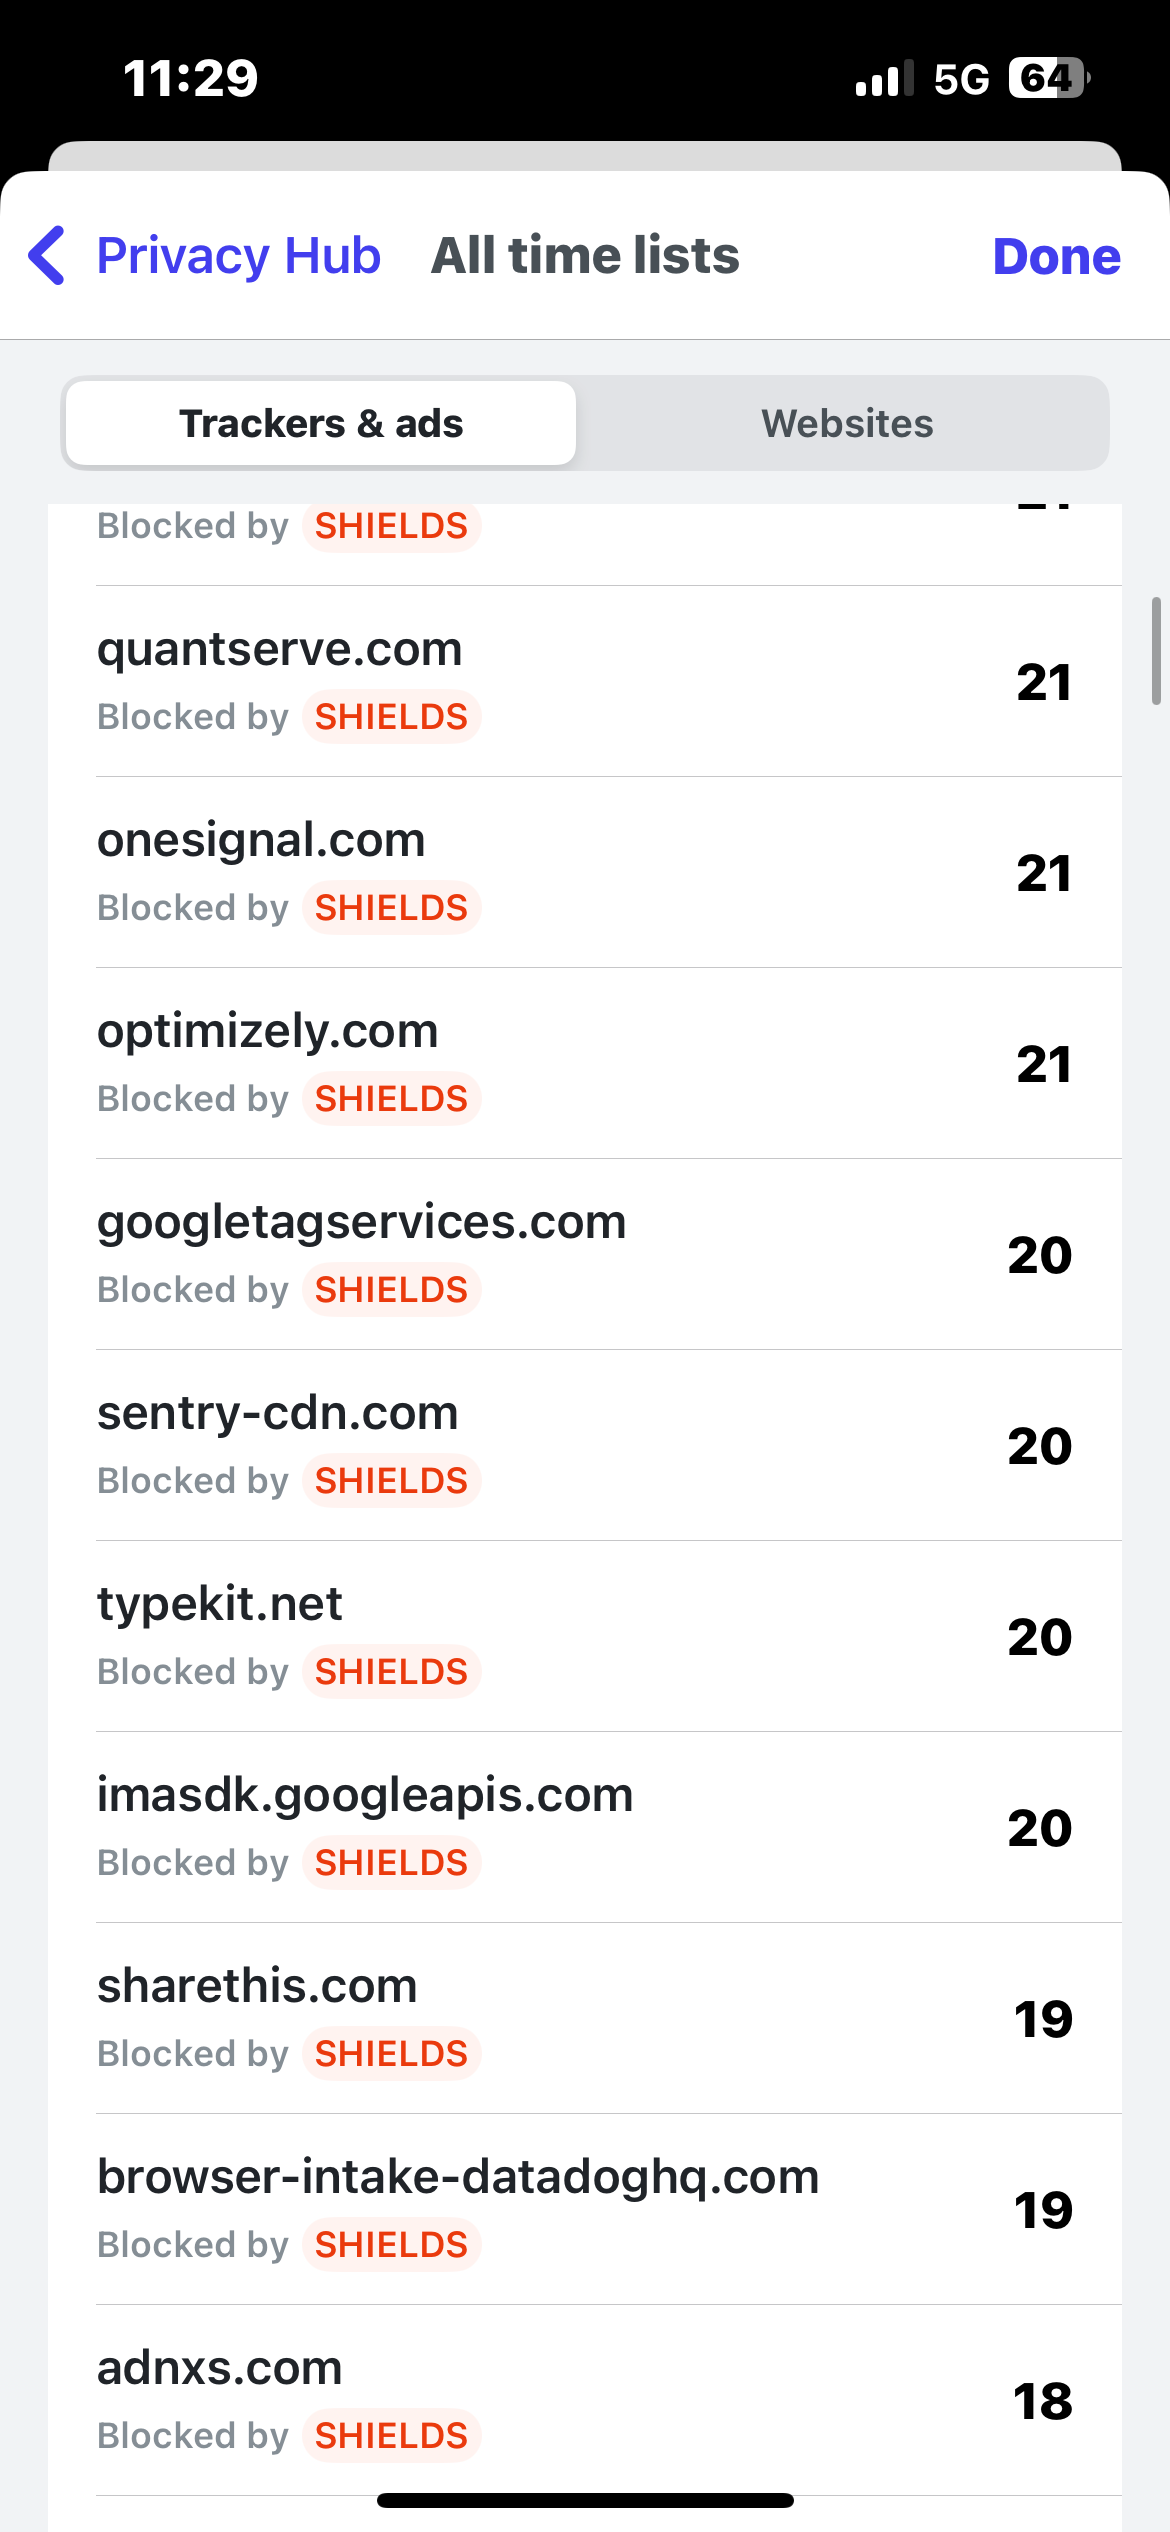 11:29
5G
64
Privacy Hub
All time lists
Done
Trackers & ads
Websites
Blocked by SHIELDS
quantserve.com
21
Blocked by SHIELDS
onesignal.com
21
Blocked by SHIELDS
optimizely.com
21
Blocked by SHIELDS
googletagservices.com
20
Blocked by SHIELDS
sentry-cdn.com
20
Blocked by SHIELDS
typekit.net
20
Blocked by SHIELDS
imasdk.googleapis.com
20
Blocked by SHIELDS
sharethis.com
19
Blocked by SHIELDS
browser-intake-datadoghq.com
19
Blocked by SHIELDS
adnxs.com
18
Blocked by SHIELDS